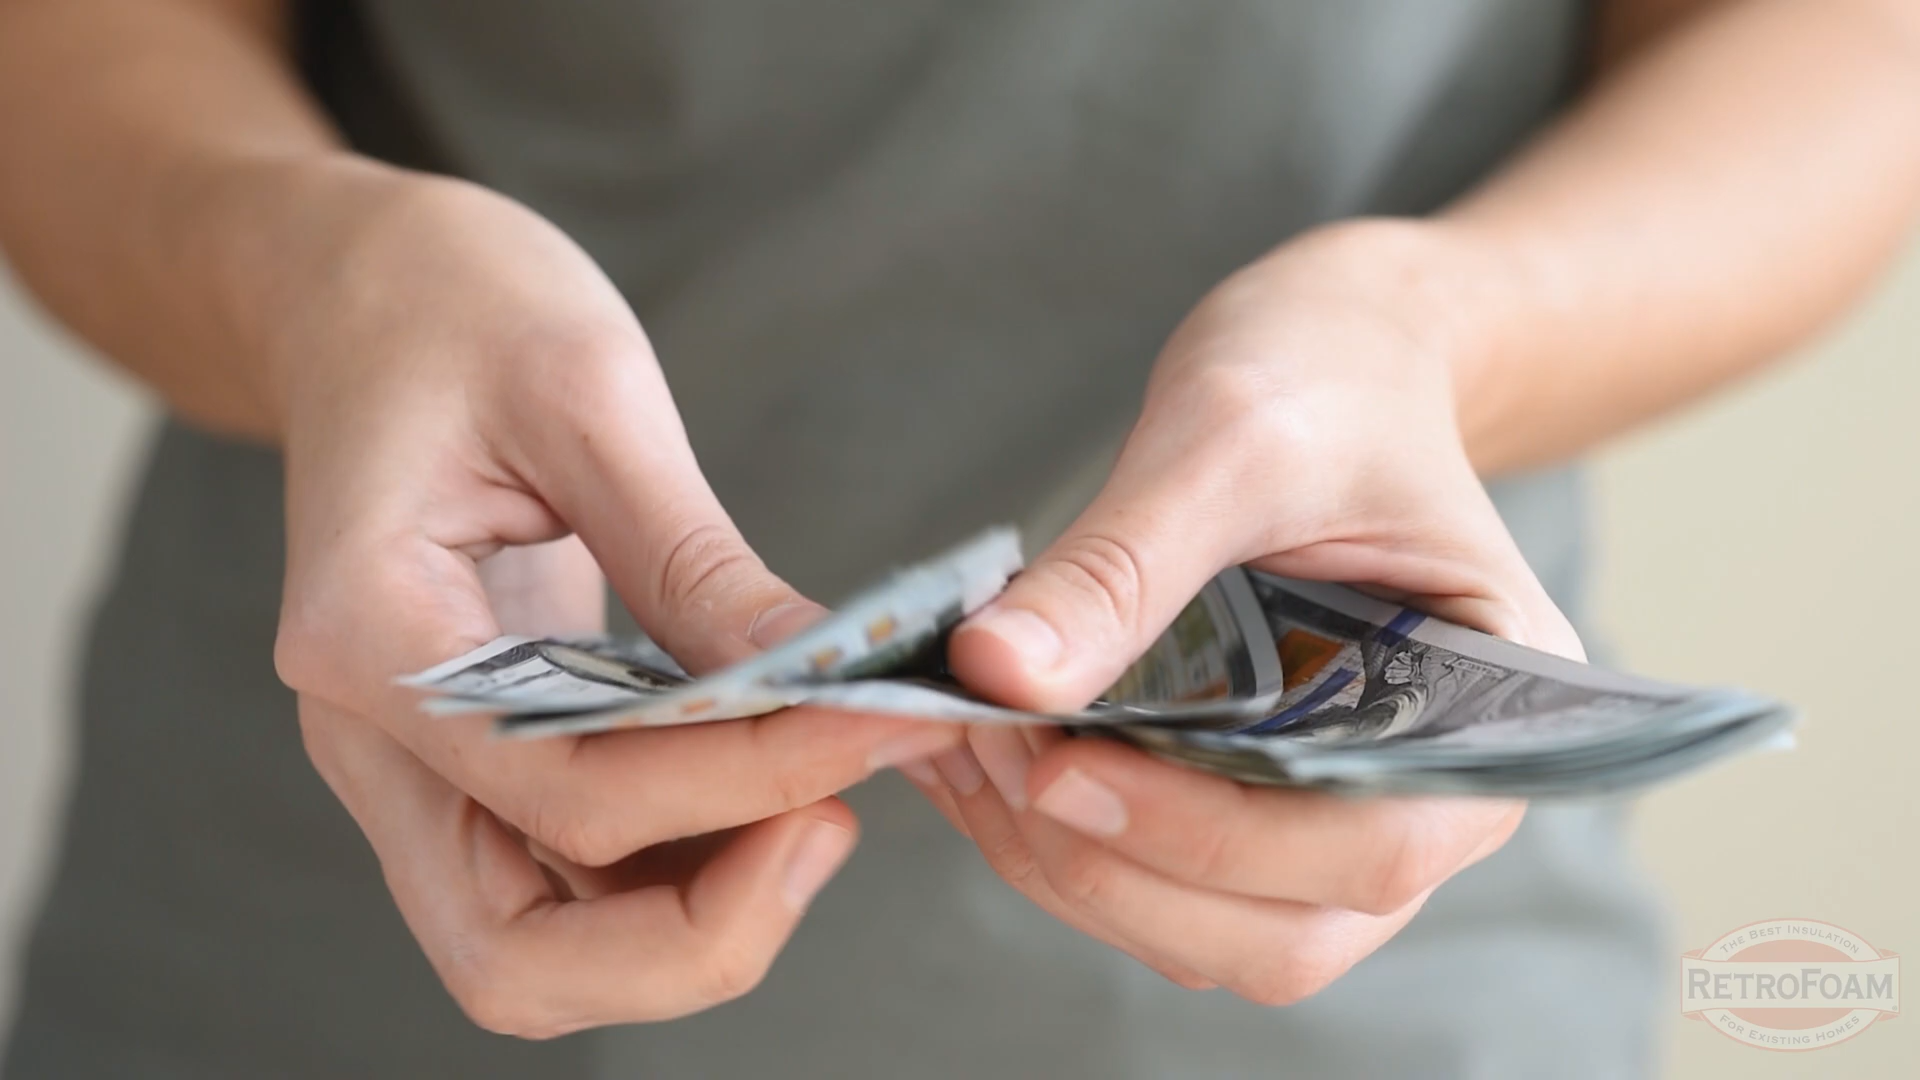 THE BEST INSULATION
RETROFOAM
FOR EXISTING HOMES